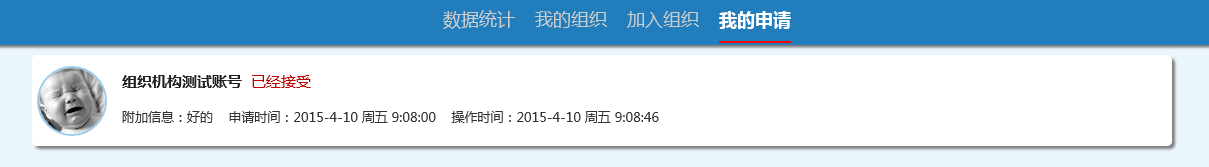 数据统计 我的组织 加入组织 我的申请
组织机构测试账号 已经接受
附加信息：好的 申请时间：2015-4-10 周五 9:08:00 操作时间：2015-4-10 周五 9:08:46